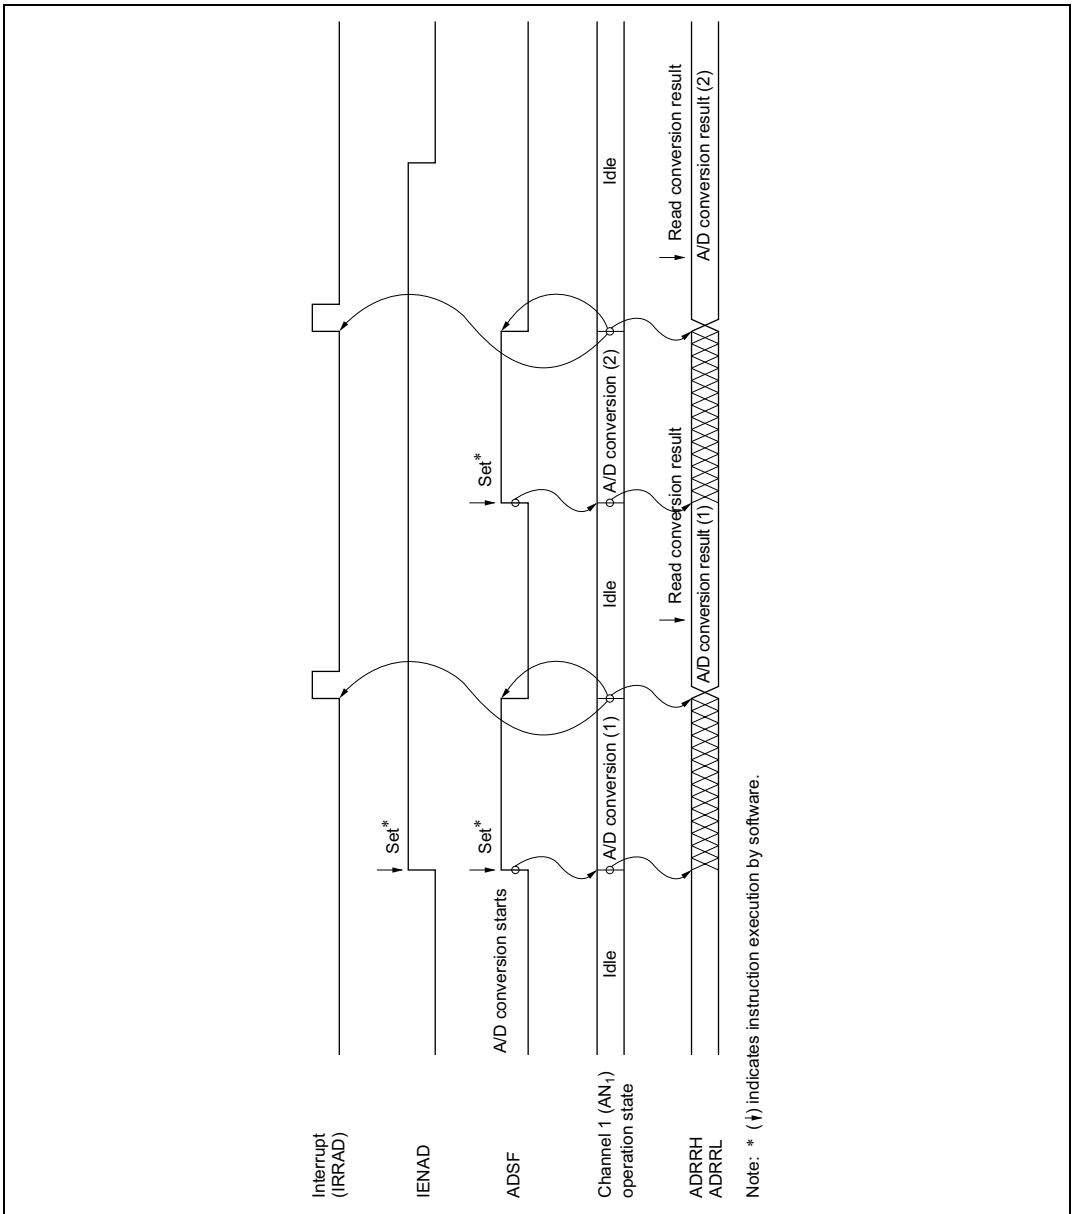 Interrupt
(IRRAD)
IENAD
Set*
ADSF
A/D conversion starts
Set*
Set*
Channel 1 (AN1)
operation state
Idle
A/D conversion (1)
Idle
A/D conversion (2)
Idle
Read conversion result
Read conversion result
ADRRH
ADRRL
A/D conversion result (1)
A/D conversion result (2)
Note: * (↓) indicates instruction execution by software.